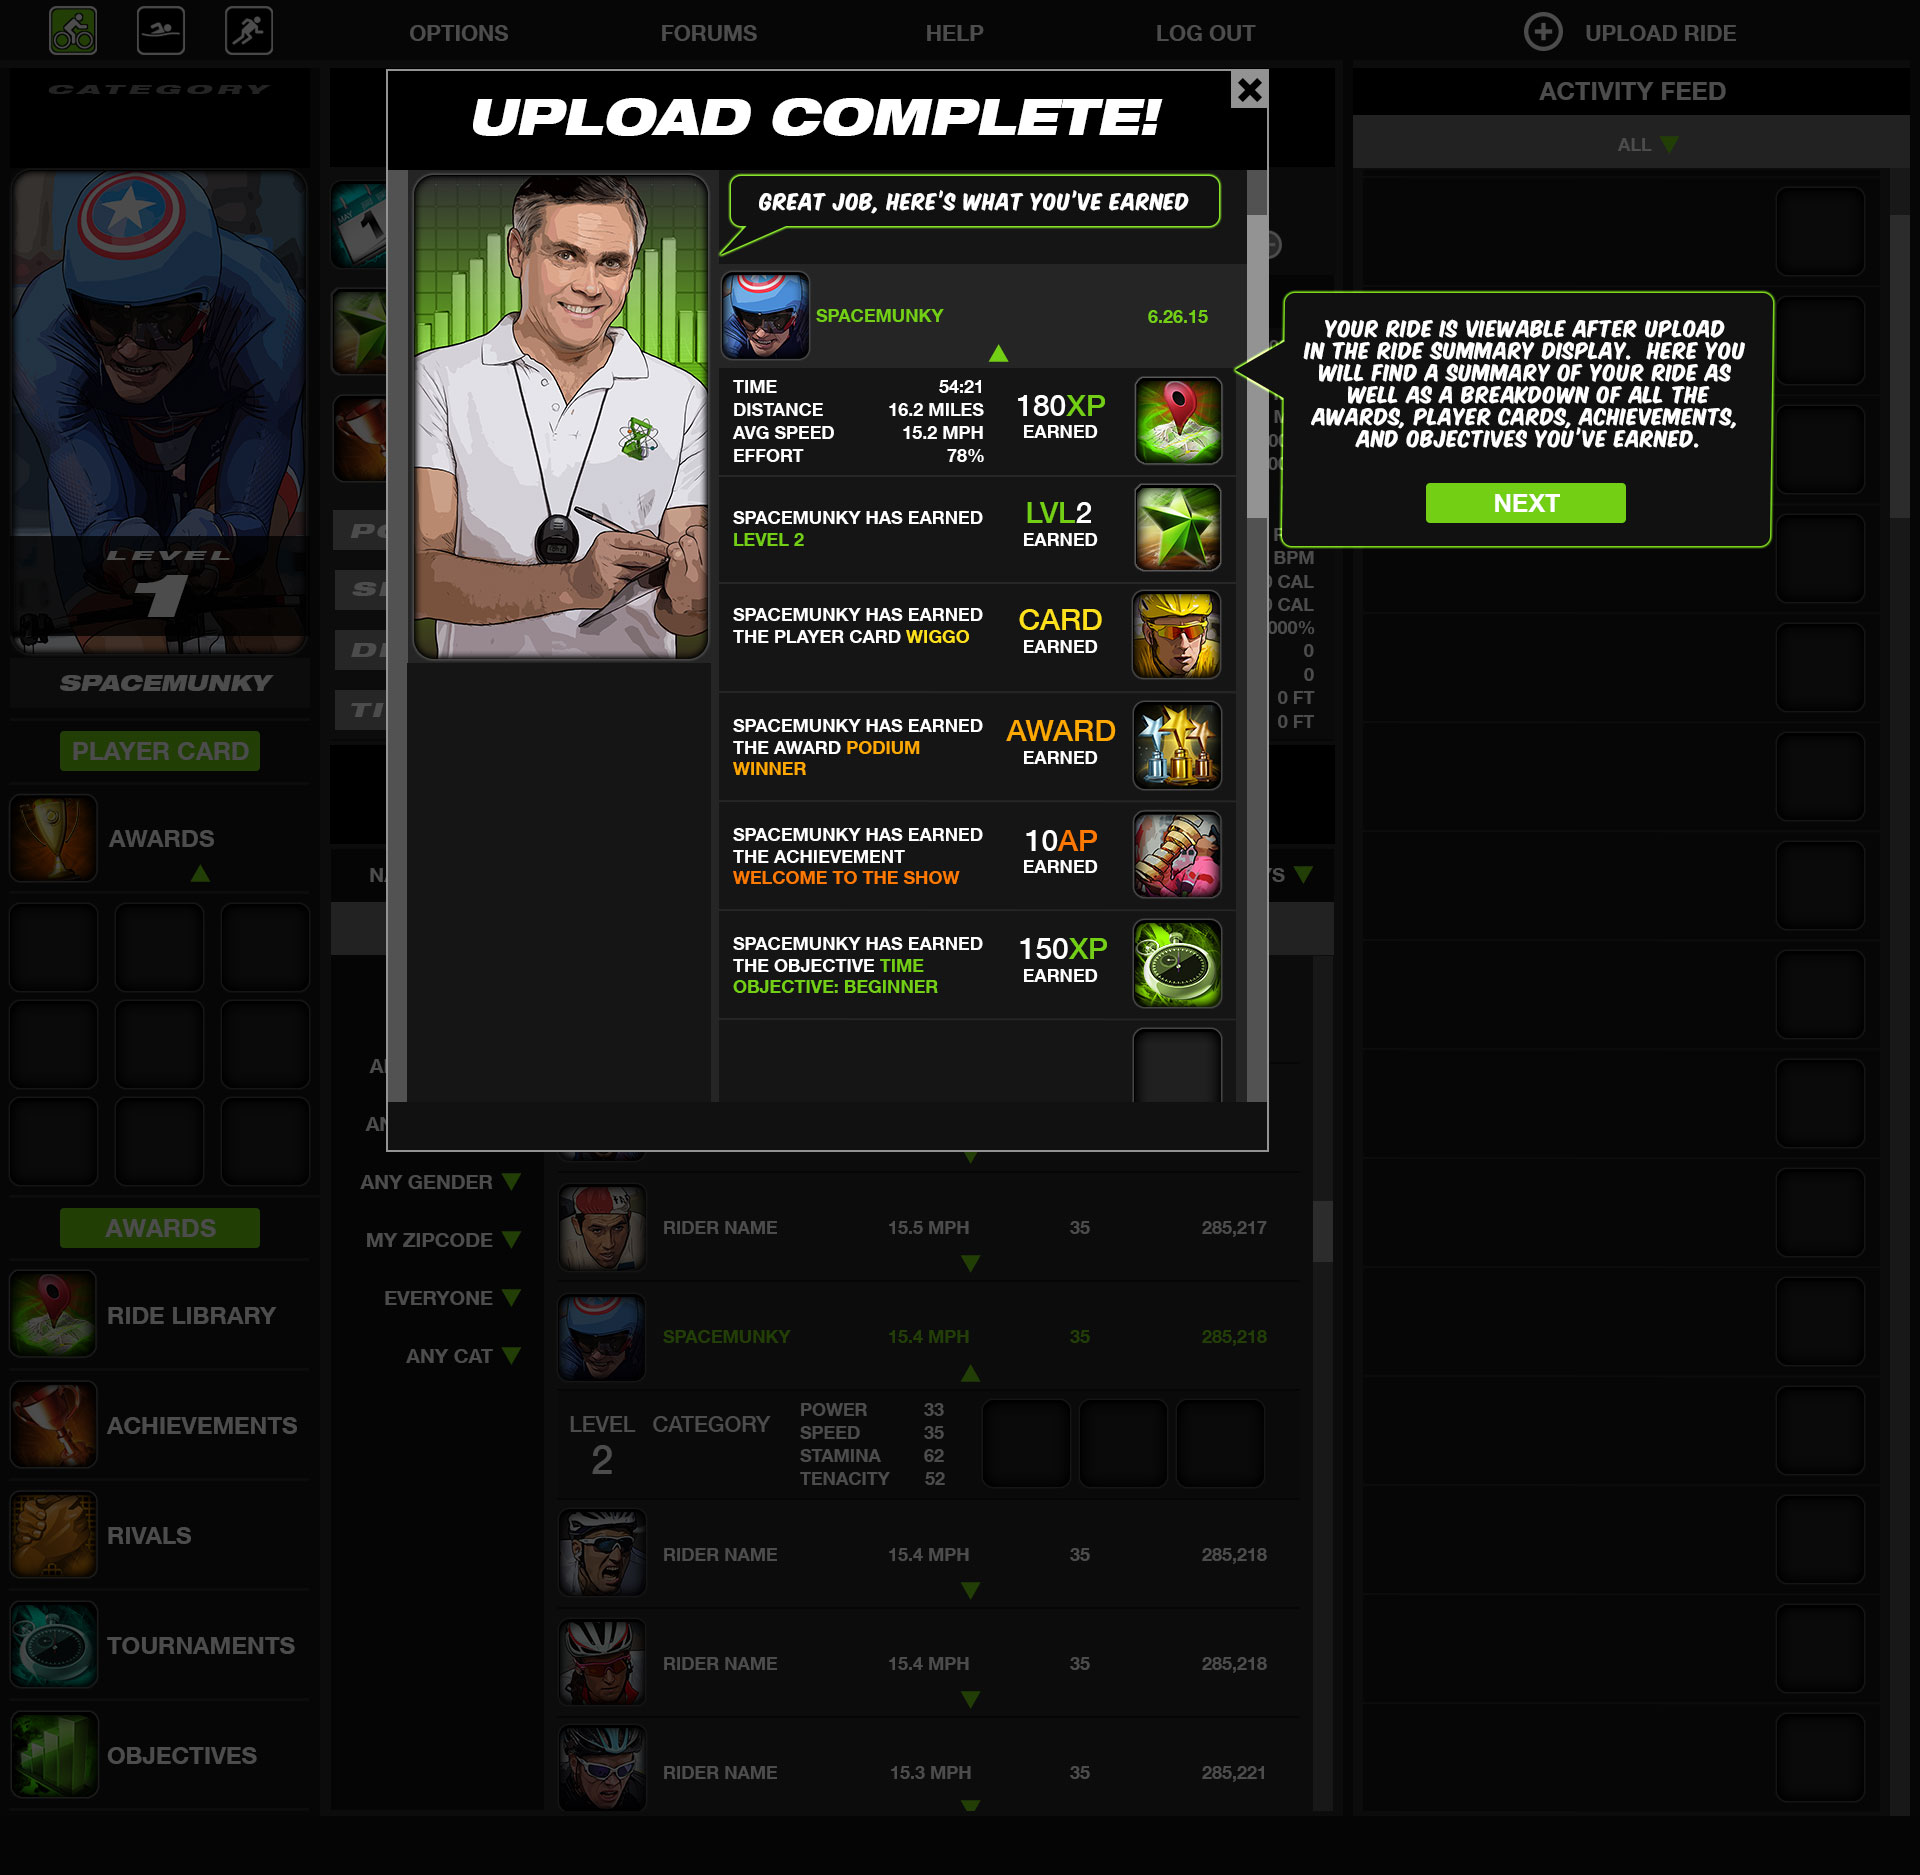 OPTIONS
FORUMS
HELP
LOG OUT
UPLOAD RIDE
CATEGORY
LEVEL
1
SPACEMUNKY
PLAYER CARD
AWARDS
AWARDS
RIDE LIBRARY
ACHIEVEMENTS
RIVALS
TOURNAMENTS
OBJECTIVES
UPLOAD COMPLETE!
GREAT JOB, HERE'S WHAT YOU'VE EARNED
SPACEMUNKY
6.26.15
TIME 54:21
DISTANCE 16.2 MILES
AVG SPEED 15.2 MPH
EFFORT 78%
180XP
EARNED
SPACEMUNKY HAS EARNED
LEVEL 2
LVL2
EARNED
SPACEMUNKY HAS EARNED
THE PLAYER CARD WIGGO
CARD
EARNED
SPACEMUNKY HAS EARNED
THE AWARD PODIUM
WINNER
AWARD
EARNED
SPACEMUNKY HAS EARNED
THE ACHIEVEMENT
WELCOME TO THE SHOW
10AP
EARNED
SPACEMUNKY HAS EARNED
THE OBJECTIVE TIME
OBJECTIVE: BEGINNER
150XP
EARNED
MAY
1
BPM
CAL
CAL
000%
0
0
0 FT
0 FT
ANY GENDER
MY ZIPCODE
EVERYONE
ANY CAT
RIDER NAME 15.5 MPH 35 285,217
SPACEMUNKY 15.4 MPH 35 285,218
LEVEL
2
CATEGORY
POWER 33
SPEED 35
STAMINA 62
TENACITY 52
RIDER NAME 15.4 MPH 35 285,218
RIDER NAME 15.4 MPH 35 285,218
RIDER NAME 15.3 MPH 35 285,221
ACTIVITY FEED
ALL
YOUR RIDE IS VIEWABLE AFTER UPLOAD
IN THE RIDE SUMMARY DISPLAY. HERE YOU
WILL FIND A SUMMARY OF YOUR RIDE AS
WELL AS A BREAKDOWN OF ALL THE
AWARDS, PLAYER CARDS, ACHIEVEMENTS,
AND OBJECTIVES YOU'VE EARNED.
NEXT